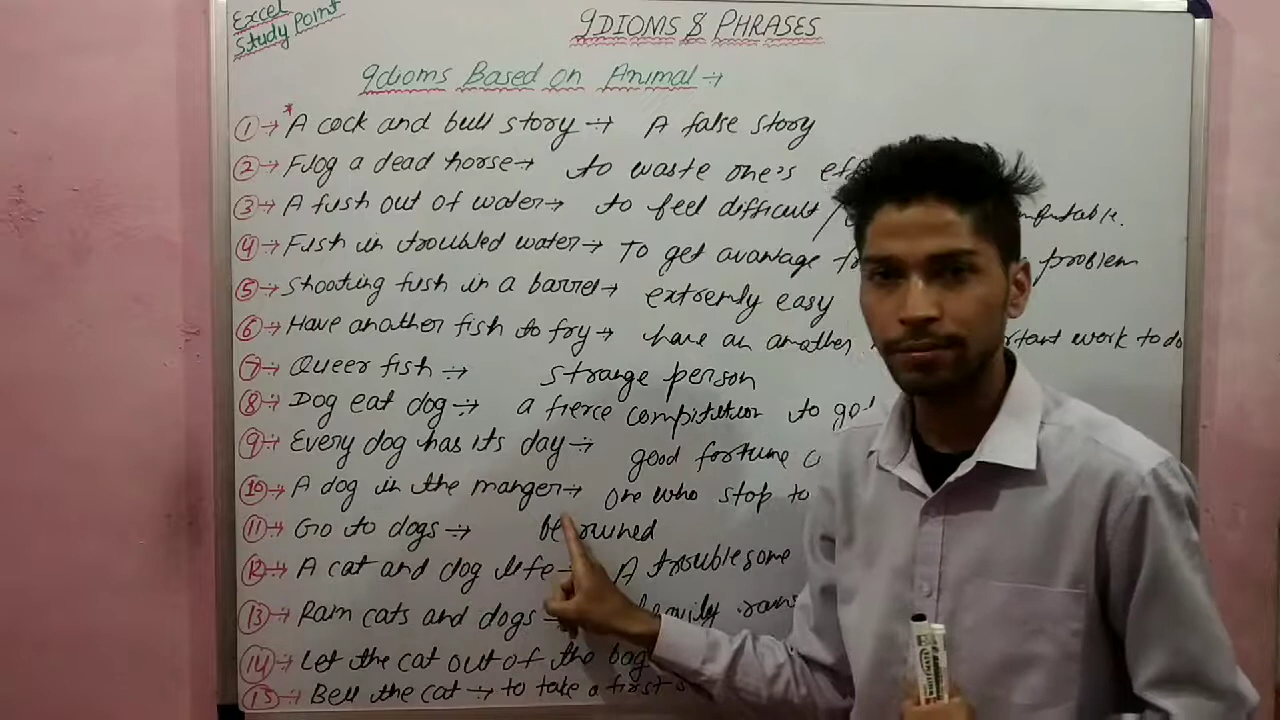 Excel
Study Point
IDIOMS & PHRASES
Idioms Based on Animal →
① → *A cock and bull story → A false story
② → Flog a dead horse → to waste one's eff
③ → A fish out of water → to feel difficult /
④ → Fish in troubled water → To get avantage problem
⑤ → Shooting fish in a barrel → extremly easy
⑥ → Have another fish to fry → have an another work to do
⑦ → Queer fish → strange person
⑧ → Dog eat dog → a fierce compitition to
⑨ → Every dog has its day → good fortune
⑩ → A dog in the manger → one who stop to
⑪ → Go to dogs → be ruined
⑫ → A cat and dog life → A troublesome
⑬ → Rain cats and dogs → heavily
⑭ → Let the cat out of the bag
⑮ → Bell the cat → to take a first